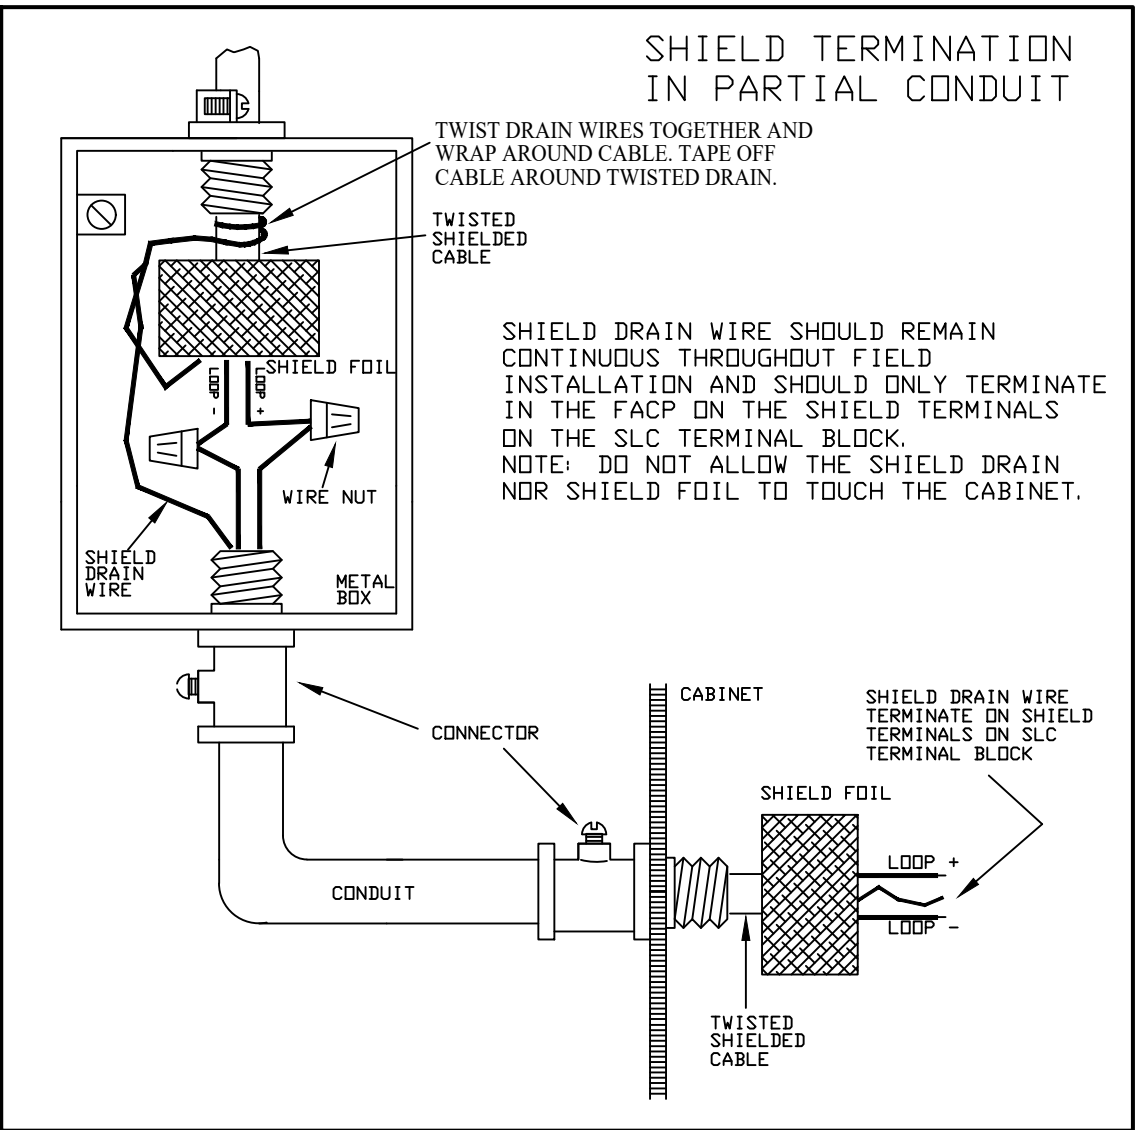 SHIELD TERMINATION
IN PARTIAL CONDUIT
TWIST DRAIN WIRES TOGETHER AND
WRAP AROUND CABLE. TAPE OFF
CABLE AROUND TWISTED DRAIN.
TWISTED
SHIELDED
CABLE
SHIELD DRAIN WIRE SHOULD REMAIN
CONTINUOUS THROUGHOUT FIELD
INSTALLATION AND SHOULD ONLY TERMINATE
IN THE FACP ON THE SHIELD TERMINALS
ON THE SLC TERMINAL BLOCK.
NOTE: DO NOT ALLOW THE SHIELD DRAIN
NOR SHIELD FOIL TO TOUCH THE CABINET.
SHIELD FOIL
LOOP -
LOOP +
WIRE NUT
SHIELD
DRAIN
WIRE
METAL
BOX
CONNECTOR
CONDUIT
CABINET
SHIELD DRAIN WIRE
TERMINATE ON SHIELD
TERMINALS ON SLC
TERMINAL BLOCK
SHIELD FOIL
LOOP +
LOOP -
TWISTED
SHIELDED
CABLE